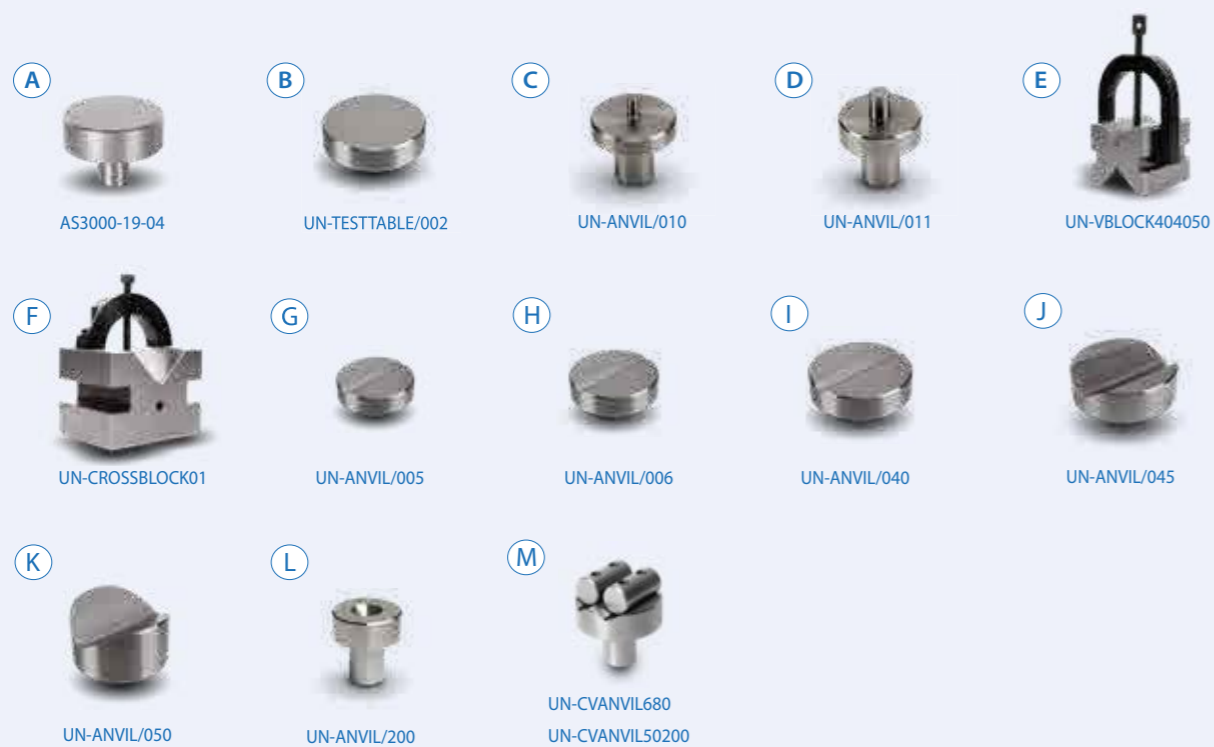 A
B
C
D
E
AS3000-19-04
UN-TESTTABLE/002
UN-ANVIL/010
UN-ANVIL/011
UN-VBLOCK404050
F
G
H
I
J
UN-CROSSBLOCK01
UN-ANVIL/005
UN-ANVIL/006
UN-ANVIL/040
UN-ANVIL/045
K
L
M
UN-ANVIL/050
UN-ANVIL/200
UN-CVANVIL680
UN-CVANVIL50200